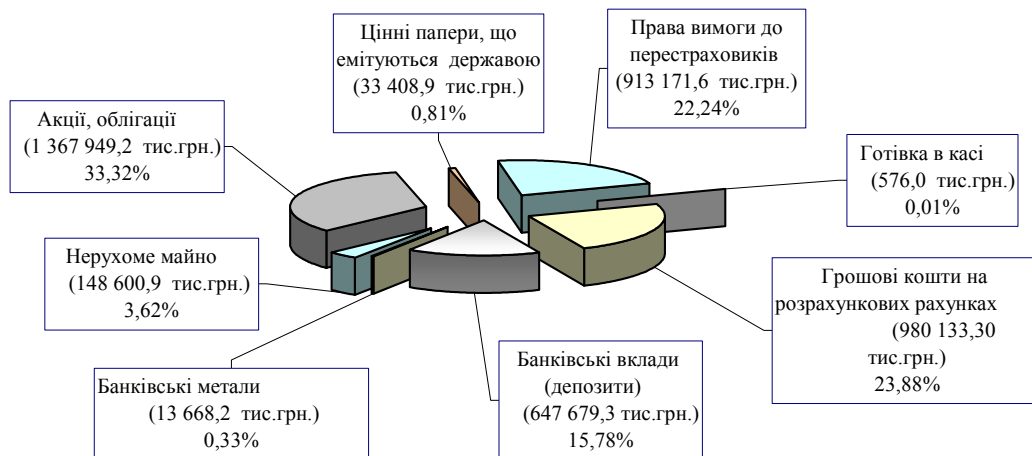 Цінні папери, що
емітуються державою
(33 408,9 тис.грн.)
0,81%
Права вимоги до
перестраховиків
(913 171,6 тис.грн.)
22,24%
Акції, облігації
(1 367 949,2 тис.грн.)
33,32%
Готівка в касі
(576,0 тис.грн.)
0,01%
Нерухоме майно
(148 600,9 тис.грн.)
3,62%
Грошові кошти на
розрахункових рахунках
(980 133,30
тис.грн.)
23,88%
Банківські метали
(13 668,2 тис.грн.)
0,33%
Банківські вклади
(депозити)
(647 679,3 тис.грн.)
15,78%